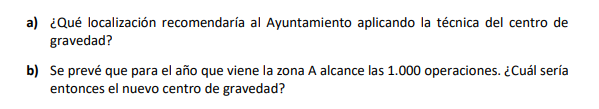 a) ¿Qué localización recomendaría al Ayuntamiento aplicando la técnica del centro de
gravedad?
b) Se prevé que para el año que viene la zona A alcance las 1.000 operaciones. ¿Cuál sería
entonces el nuevo centro de gravedad?